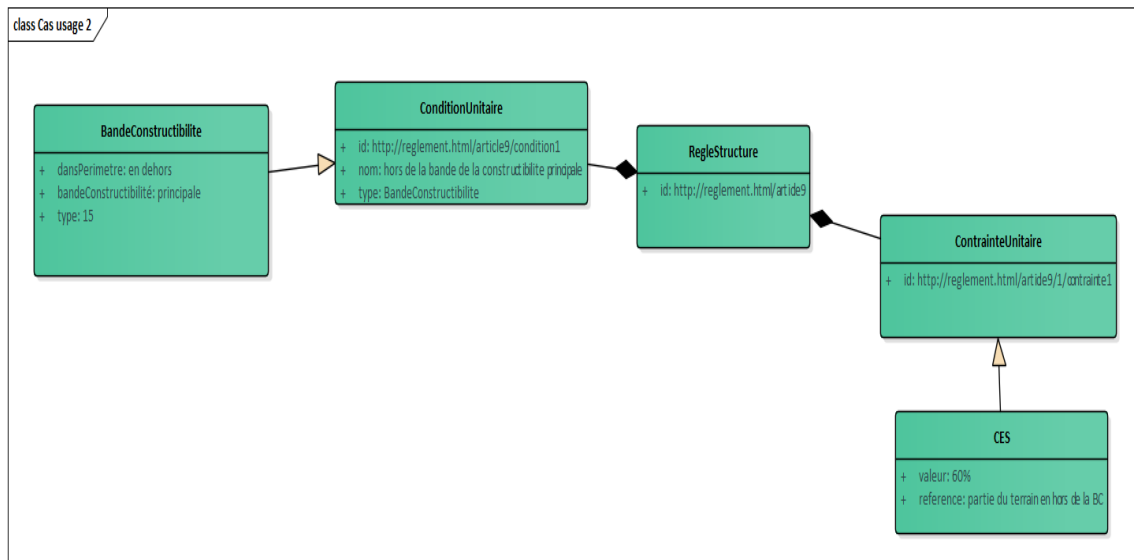 class Cas usage 2
BandeConstructibilite
+ dansPerimetre: en dehors
+ bandeConstructibilité: principale
+ type: 15
ConditionUnitaire
+ id: http://reglement.html/article9/condition1
+ nom: hors de la bande de la constructibilite principale
+ type: BandeConstructibilite
RegleStructure
+ id: http://reglement.html/article9
ContrainteUnitaire
+ id: http://reglement.html/article9/1/contrainte1
CES
+ valeur: 60%
+ reference: partie du terrain en hors de la BC